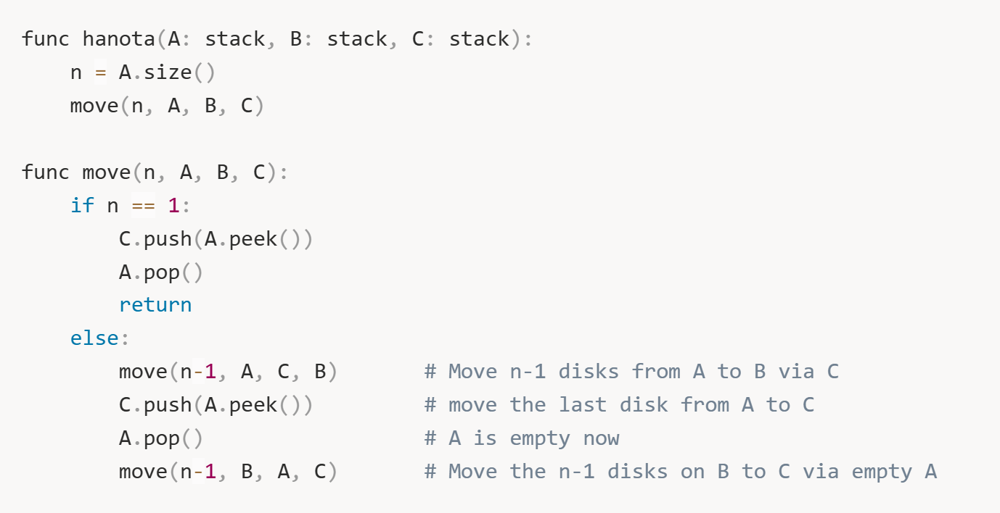 func hanota(A: stack, B: stack, C: stack):
    n = A.size()
    move(n, A, B, C)

func move(n, A, B, C):
    if n == 1:
        C.push(A.peek())
        A.pop()
        return
    else:
        move(n-1, A, C, B)       # Move n-1 disks from A to B via C
        C.push(A.peek())         # move the last disk from A to C
        A.pop()                  # A is empty now
        move(n-1, B, A, C)       # Move the n-1 disks on B to C via empty A